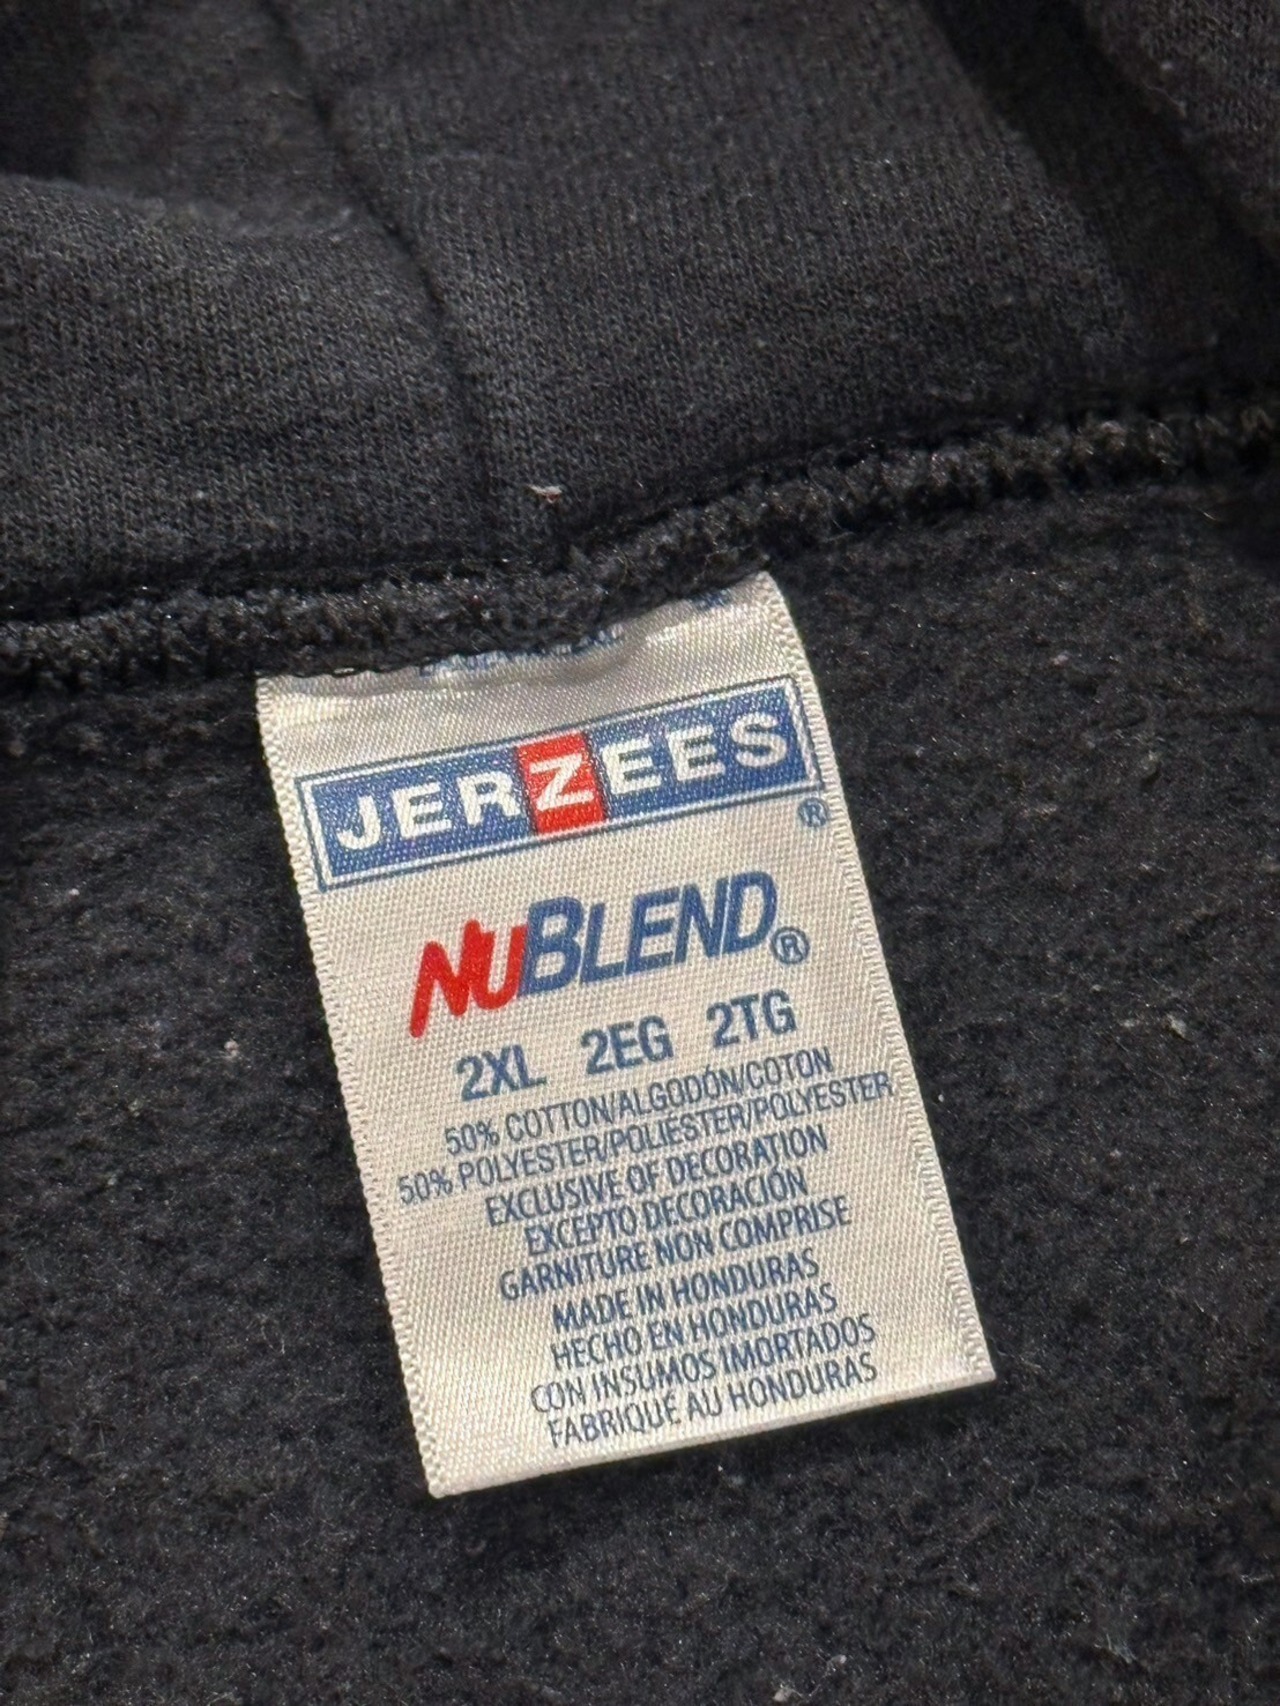 JERZEES
®
NUBLEND®
2XL 2EG 2TG
50% COTTON/ALGODÓN/COTON
50% POLYESTER/POLIÉSTER/POLYESTER
EXCLUSIVE OF DECORATION
EXCEPTO DECORACIÓN
GARNITURE NON COMPRISE
MADE IN HONDURAS
HECHO EN HONDURAS
CON INSUMOS IMORTADOS
FABRIQUÉ AU HONDURAS